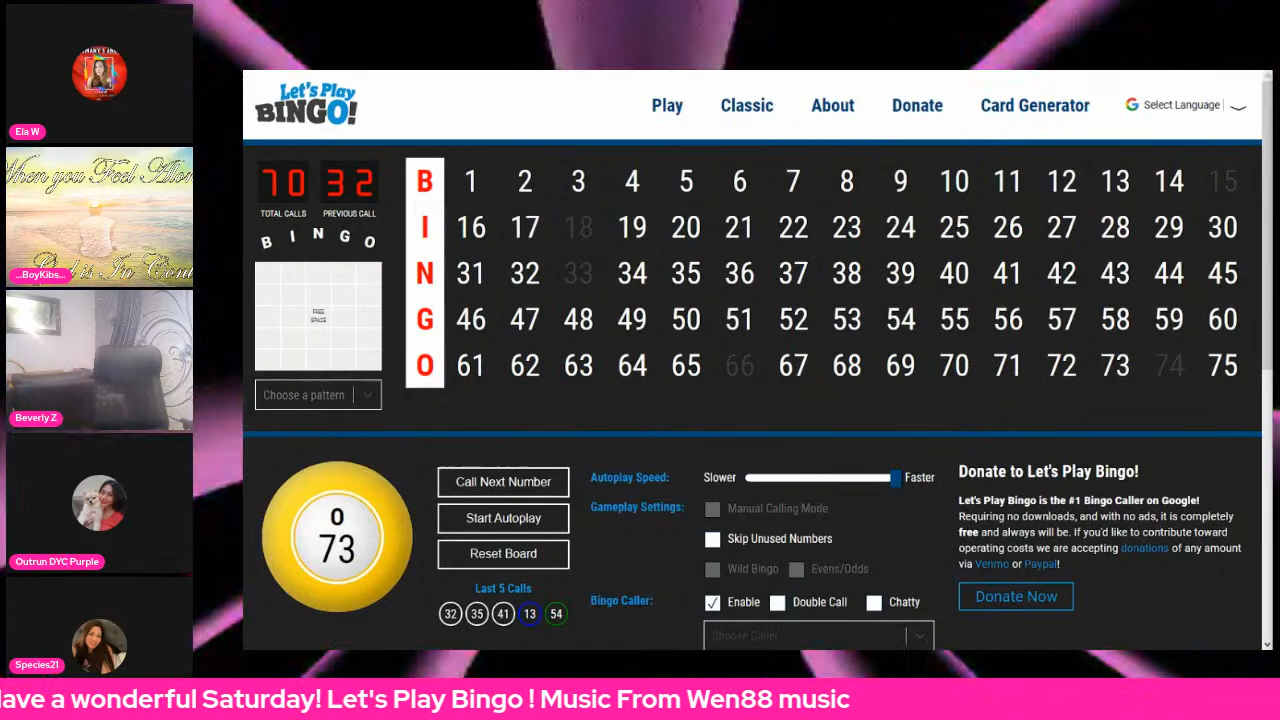 Ela W
When you Feel Alon
God is In Cont
...BoyKibs...
Beverly Z
Outrun DYC Purple
Species21
Let's Play
BINGO!
Play Classic About Donate Card Generator
G Select Language
70 32
TOTAL CALLS PREVIOUS CALL
B I N G O
FREE
SPACE
Choose a pattern
B 1 2 3 4 5 6 7 8 9 10 11 12 13 14 15
I 16 17 18 19 20 21 22 23 24 25 26 27 28 29 30
N 31 32 33 34 35 36 37 38 39 40 41 42 43 44 45
G 46 47 48 49 50 51 52 53 54 55 56 57 58 59 60
O 61 62 63 64 65 66 67 68 69 70 71 72 73 74 75
O
73
Call Next Number
Start Autoplay
Reset Board
Last 5 Calls
32 35 41 13 54
Autoplay Speed: Slower Faster
Gameplay Settings: Manual Calling Mode
Skip Unused Numbers
Wild Bingo Evens/Odds
Bingo Caller: Enable Double Call Chatty
Choose Caller
Donate to Let's Play Bingo!
Let's Play Bingo is the #1 Bingo Caller on Google!
Requiring no downloads, and with no ads, it is completely
free and always will be. If you'd like to contribute toward
operating costs we are accepting donations of any amount
via Venmo or Paypal!
Donate Now
Have a wonderful Saturday! Let's Play Bingo ! Music From Wen88 music